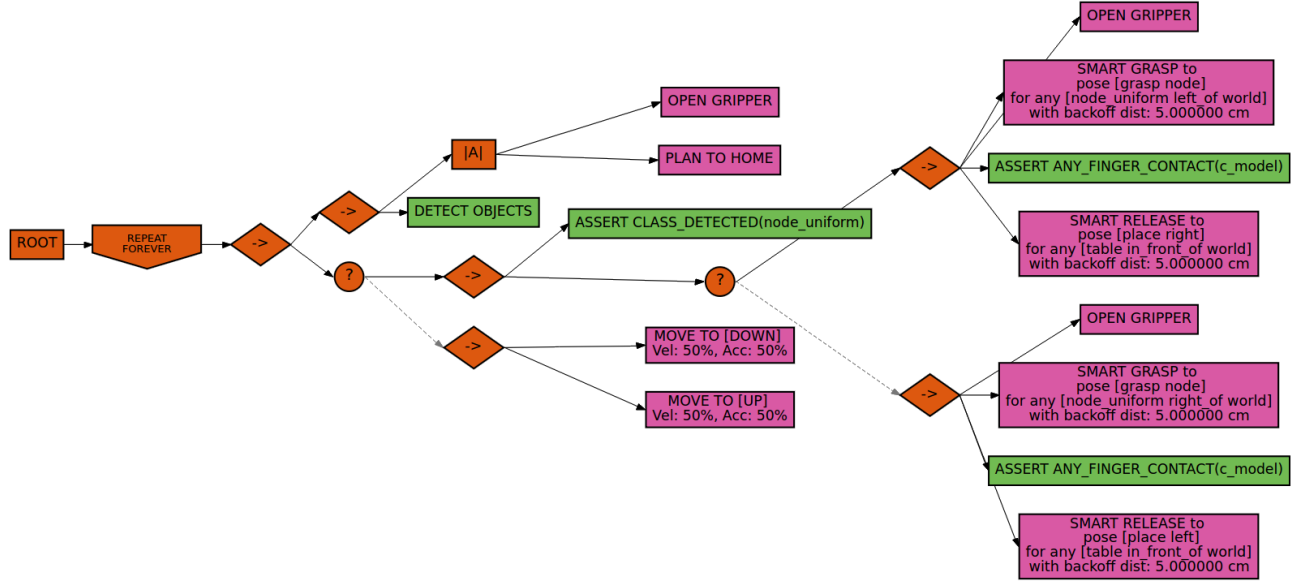 ROOT
REPEAT
FOREVER
->
->
|A|
OPEN GRIPPER
PLAN TO HOME
DETECT OBJECTS
?
->
ASSERT CLASS_DETECTED(node_uniform)
?
->
OPEN GRIPPER
SMART GRASP to
pose [grasp node]
for any [node_uniform left_of world]
with backoff dist: 5.000000 cm
ASSERT ANY_FINGER_CONTACT(c_model)
SMART RELEASE to
pose [place right]
for any [table in_front_of world]
with backoff dist: 5.000000 cm
->
OPEN GRIPPER
SMART GRASP to
pose [grasp node]
for any [node_uniform right_of world]
with backoff dist: 5.000000 cm
ASSERT ANY_FINGER_CONTACT(c_model)
SMART RELEASE to
pose [place left]
for any [table in_front_of world]
with backoff dist: 5.000000 cm
->
MOVE TO [DOWN]
Vel: 50%, Acc: 50%
MOVE TO [UP]
Vel: 50%, Acc: 50%